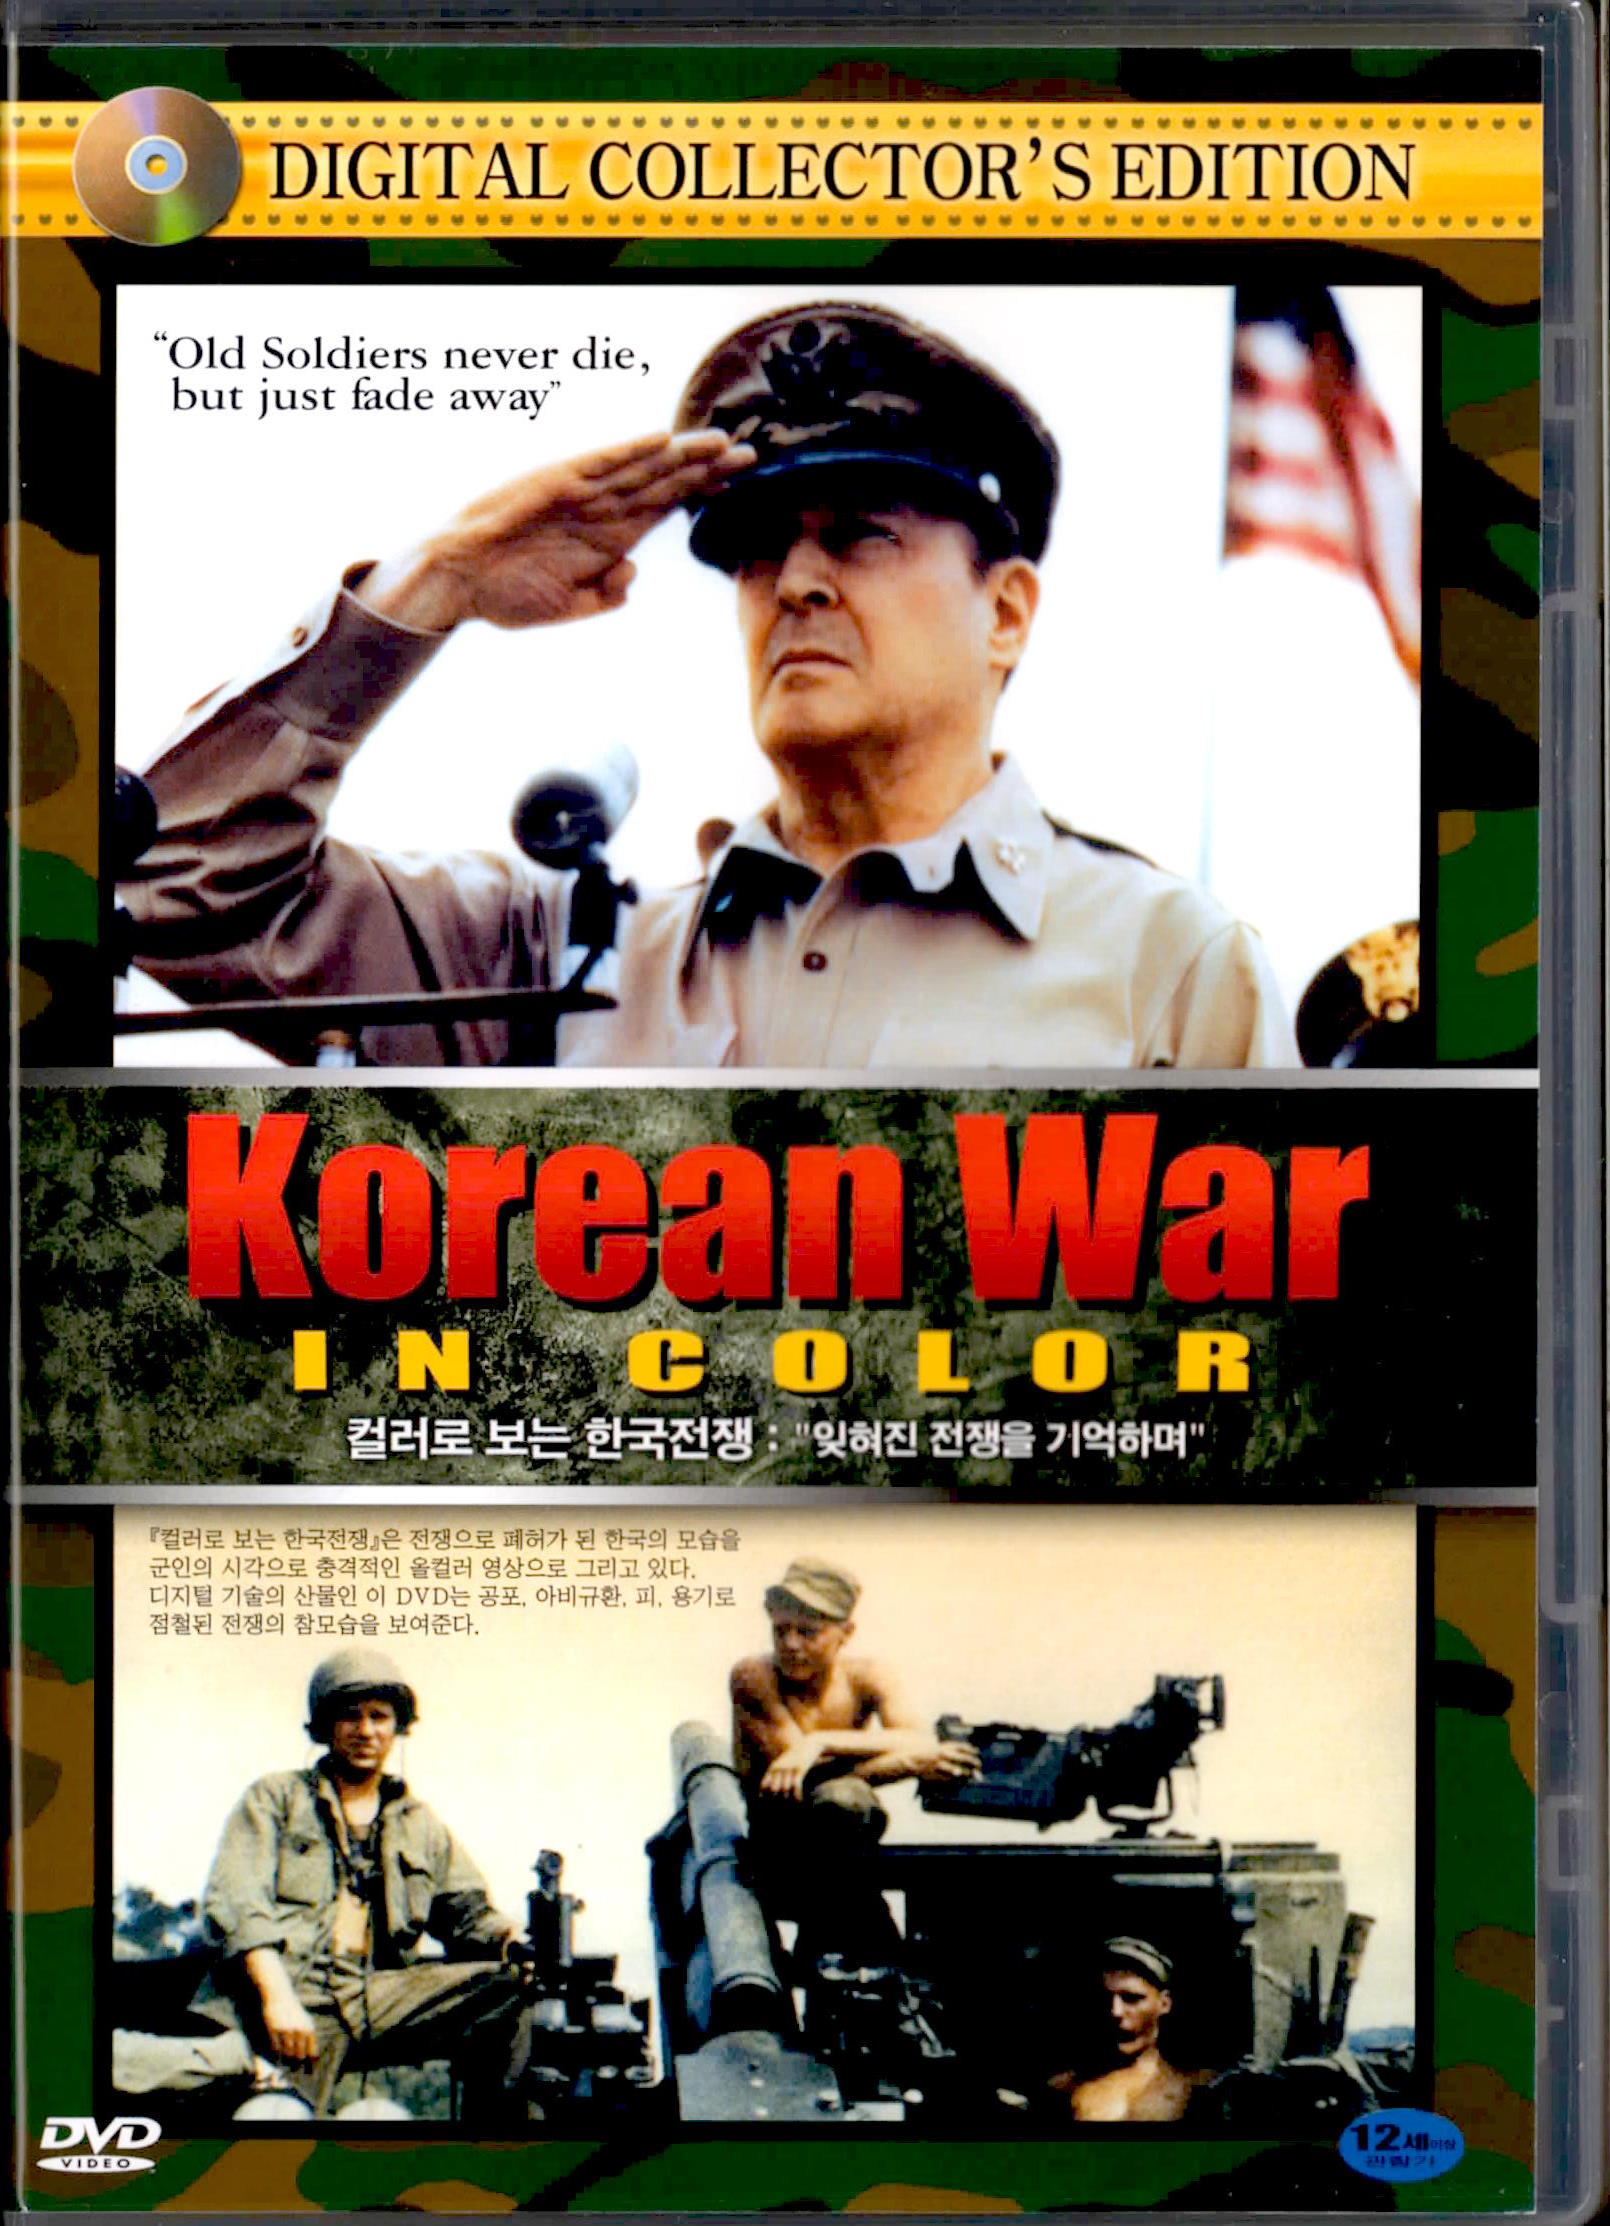 DIGITAL COLLECTOR'S EDITION
“Old Soldiers never die,
but just fade away”
Korean War
IN COLOR
컬러로 보는 한국전쟁 : "잊혀진 전쟁을 기억하며"
『컬러로 보는 한국전쟁』은 전쟁으로 폐허가 된 한국의 모습을
군인의 시각으로 충격적인 올컬러 영상으로 그리고 있다.
디지털 기술의 산물인 이 DVD는 공포, 아비규환, 피, 용기로
점철된 전쟁의 참모습을 보여준다.
DVD
VIDEO
12세이상
관람가